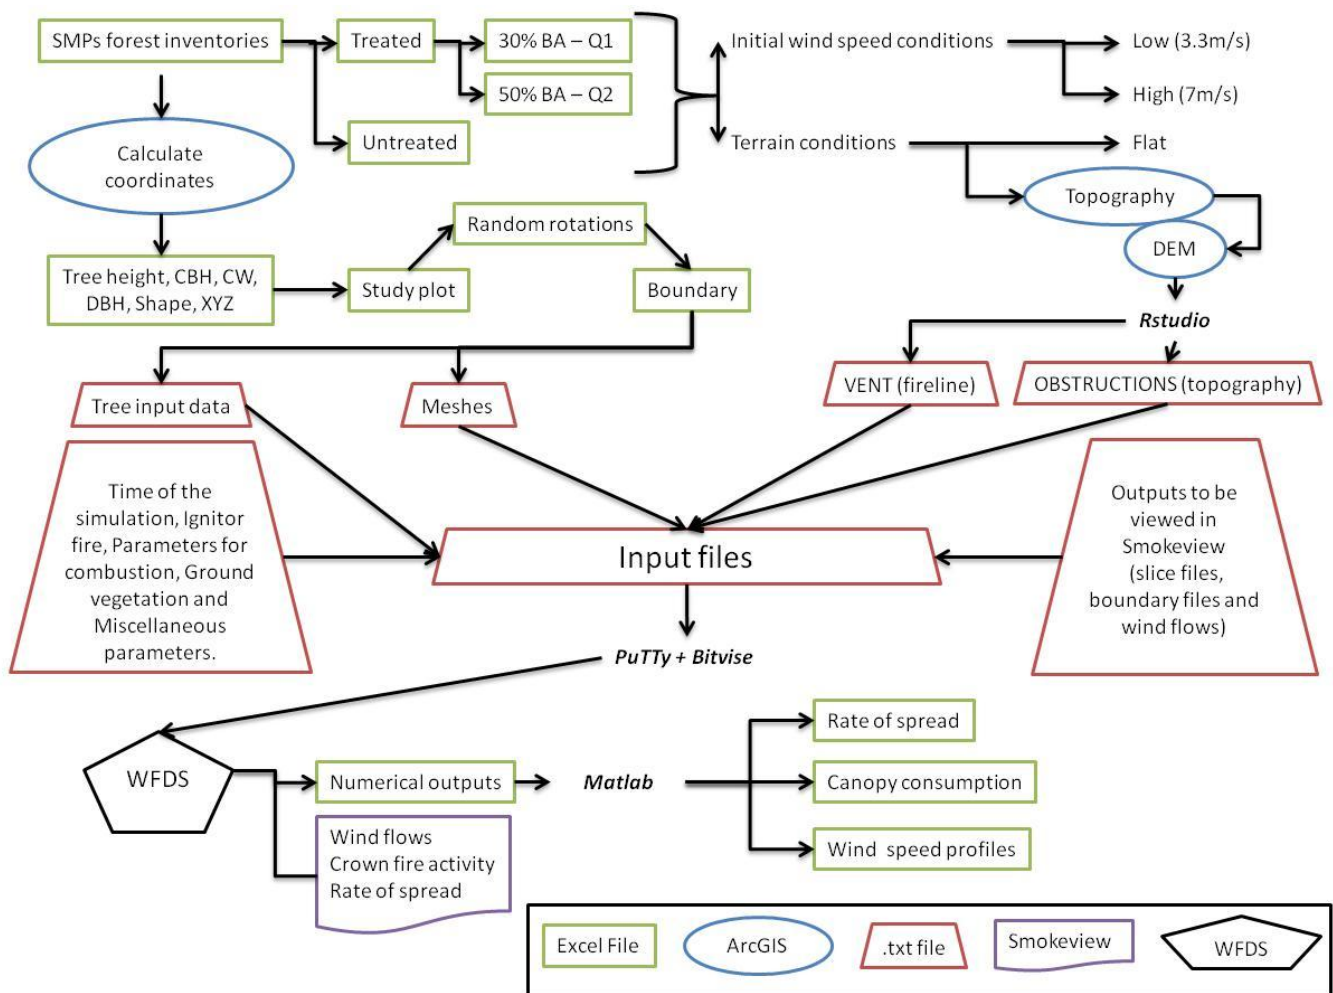 SMPs forest inventories
Treated
30% BA – Q1
50% BA – Q2
Untreated
Initial wind speed conditions
Low (3.3m/s)
High (7m/s)
Terrain conditions
Flat
Topography
DEM
Calculate
coordinates
Random rotations
Tree height, CBH, CW,
DBH, Shape, XYZ
Study plot
Boundary
Rstudio
Tree input data
Meshes
VENT (fireline)
OBSTRUCTIONS (topography)
Time of the
simulation, Ignitor
fire, Parameters for
combustion, Ground
vegetation and
Miscellaneous
parameters.
Input files
Outputs to be
viewed in
Smokeview
(slice files,
boundary files and
wind flows)
PuTTy + Bitvise
WFDS
Numerical outputs
Matlab
Rate of spread
Canopy consumption
Wind speed profiles
Wind flows
Crown fire activity
Rate of spread
Excel File
ArcGIS
.txt file
Smokeview
WFDS